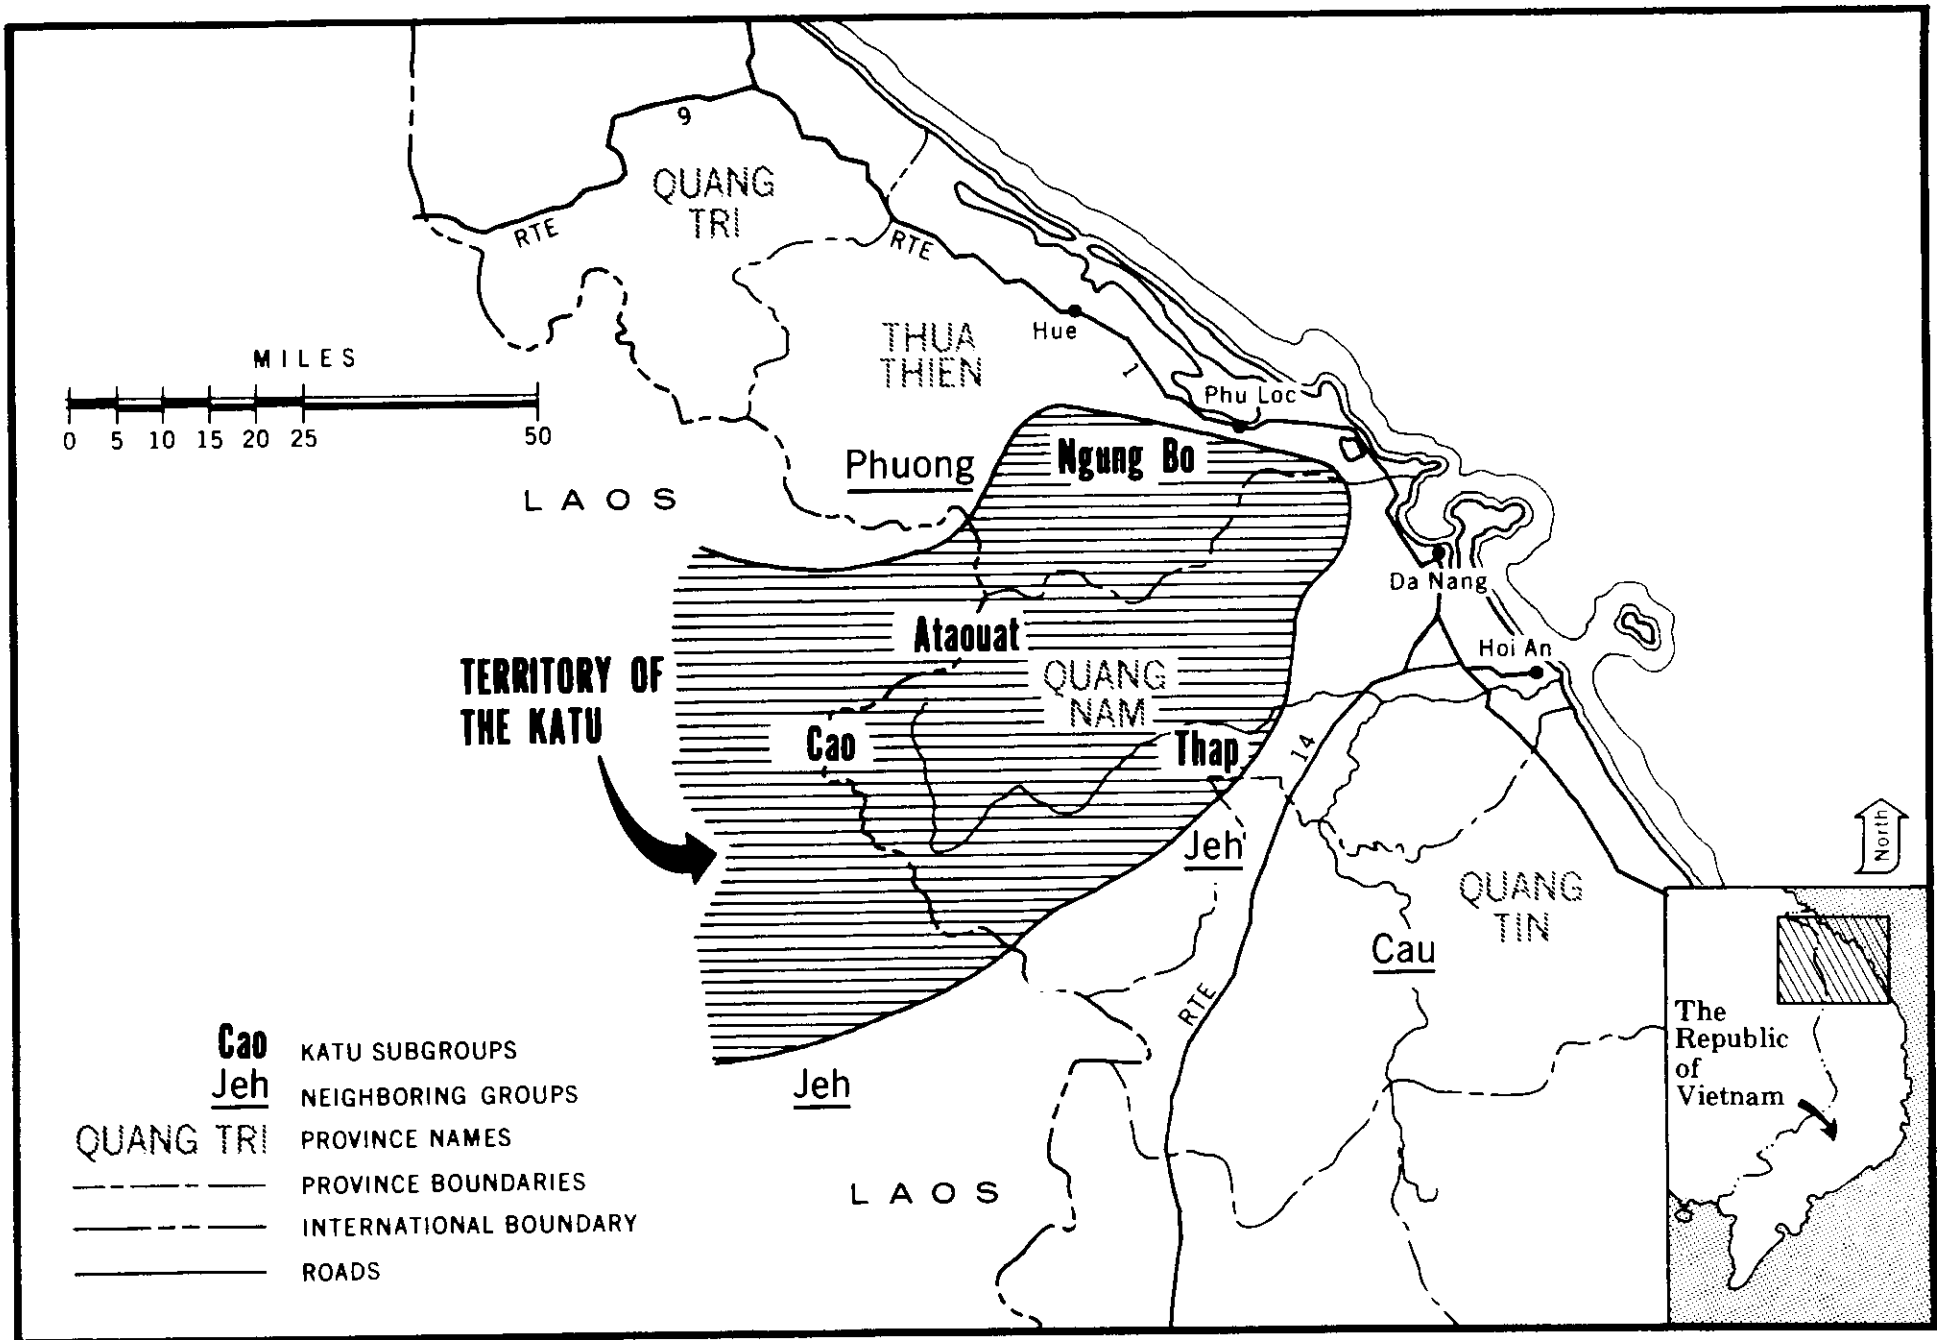 9
QUANG
TRI
RTE
RTE
THUA
THIEN
Hue
1
Phu Loc
MILES
0 5 10 15 20 25 50
LAOS
Phuong
Ngung Bo
Da Nang
Hoi An
Ataouat
TERRITORY OF
THE KATU
QUANG
NAM
Cao
Thap
14
Jeh
North
QUANG
TIN
Cau
RTE
The
Republic
of
Vietnam
Cao KATU SUBGROUPS
Jeh NEIGHBORING GROUPS
QUANG TRI PROVINCE NAMES
PROVINCE BOUNDARIES
INTERNATIONAL BOUNDARY
ROADS
Jeh
LAOS